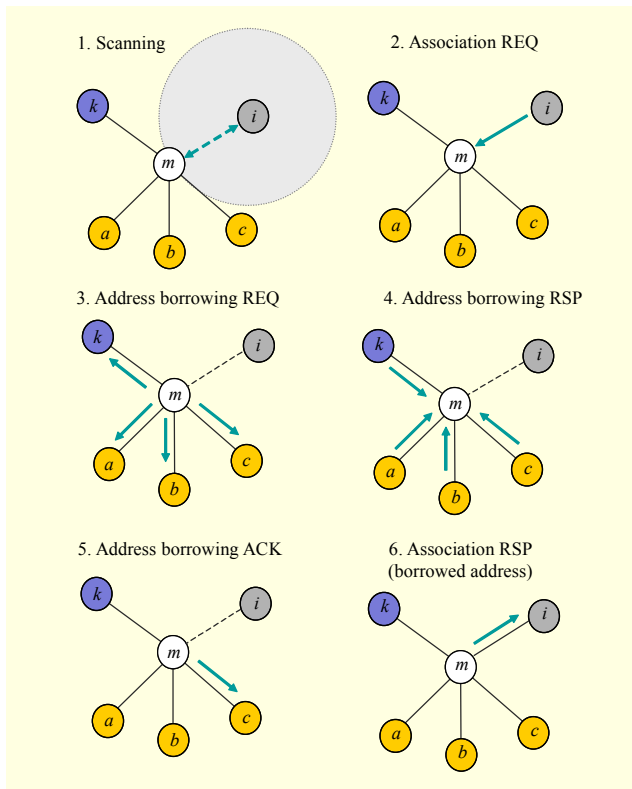 1. Scanning
k
i
m
a
b
c
2. Association REQ
k
i
m
a
b
c
3. Address borrowing REQ
k
i
m
a
b
c
4. Address borrowing RSP
k
i
m
a
b
c
5. Address borrowing ACK
k
i
m
a
b
c
6. Association RSP
(borrowed address)
k
i
m
a
b
c